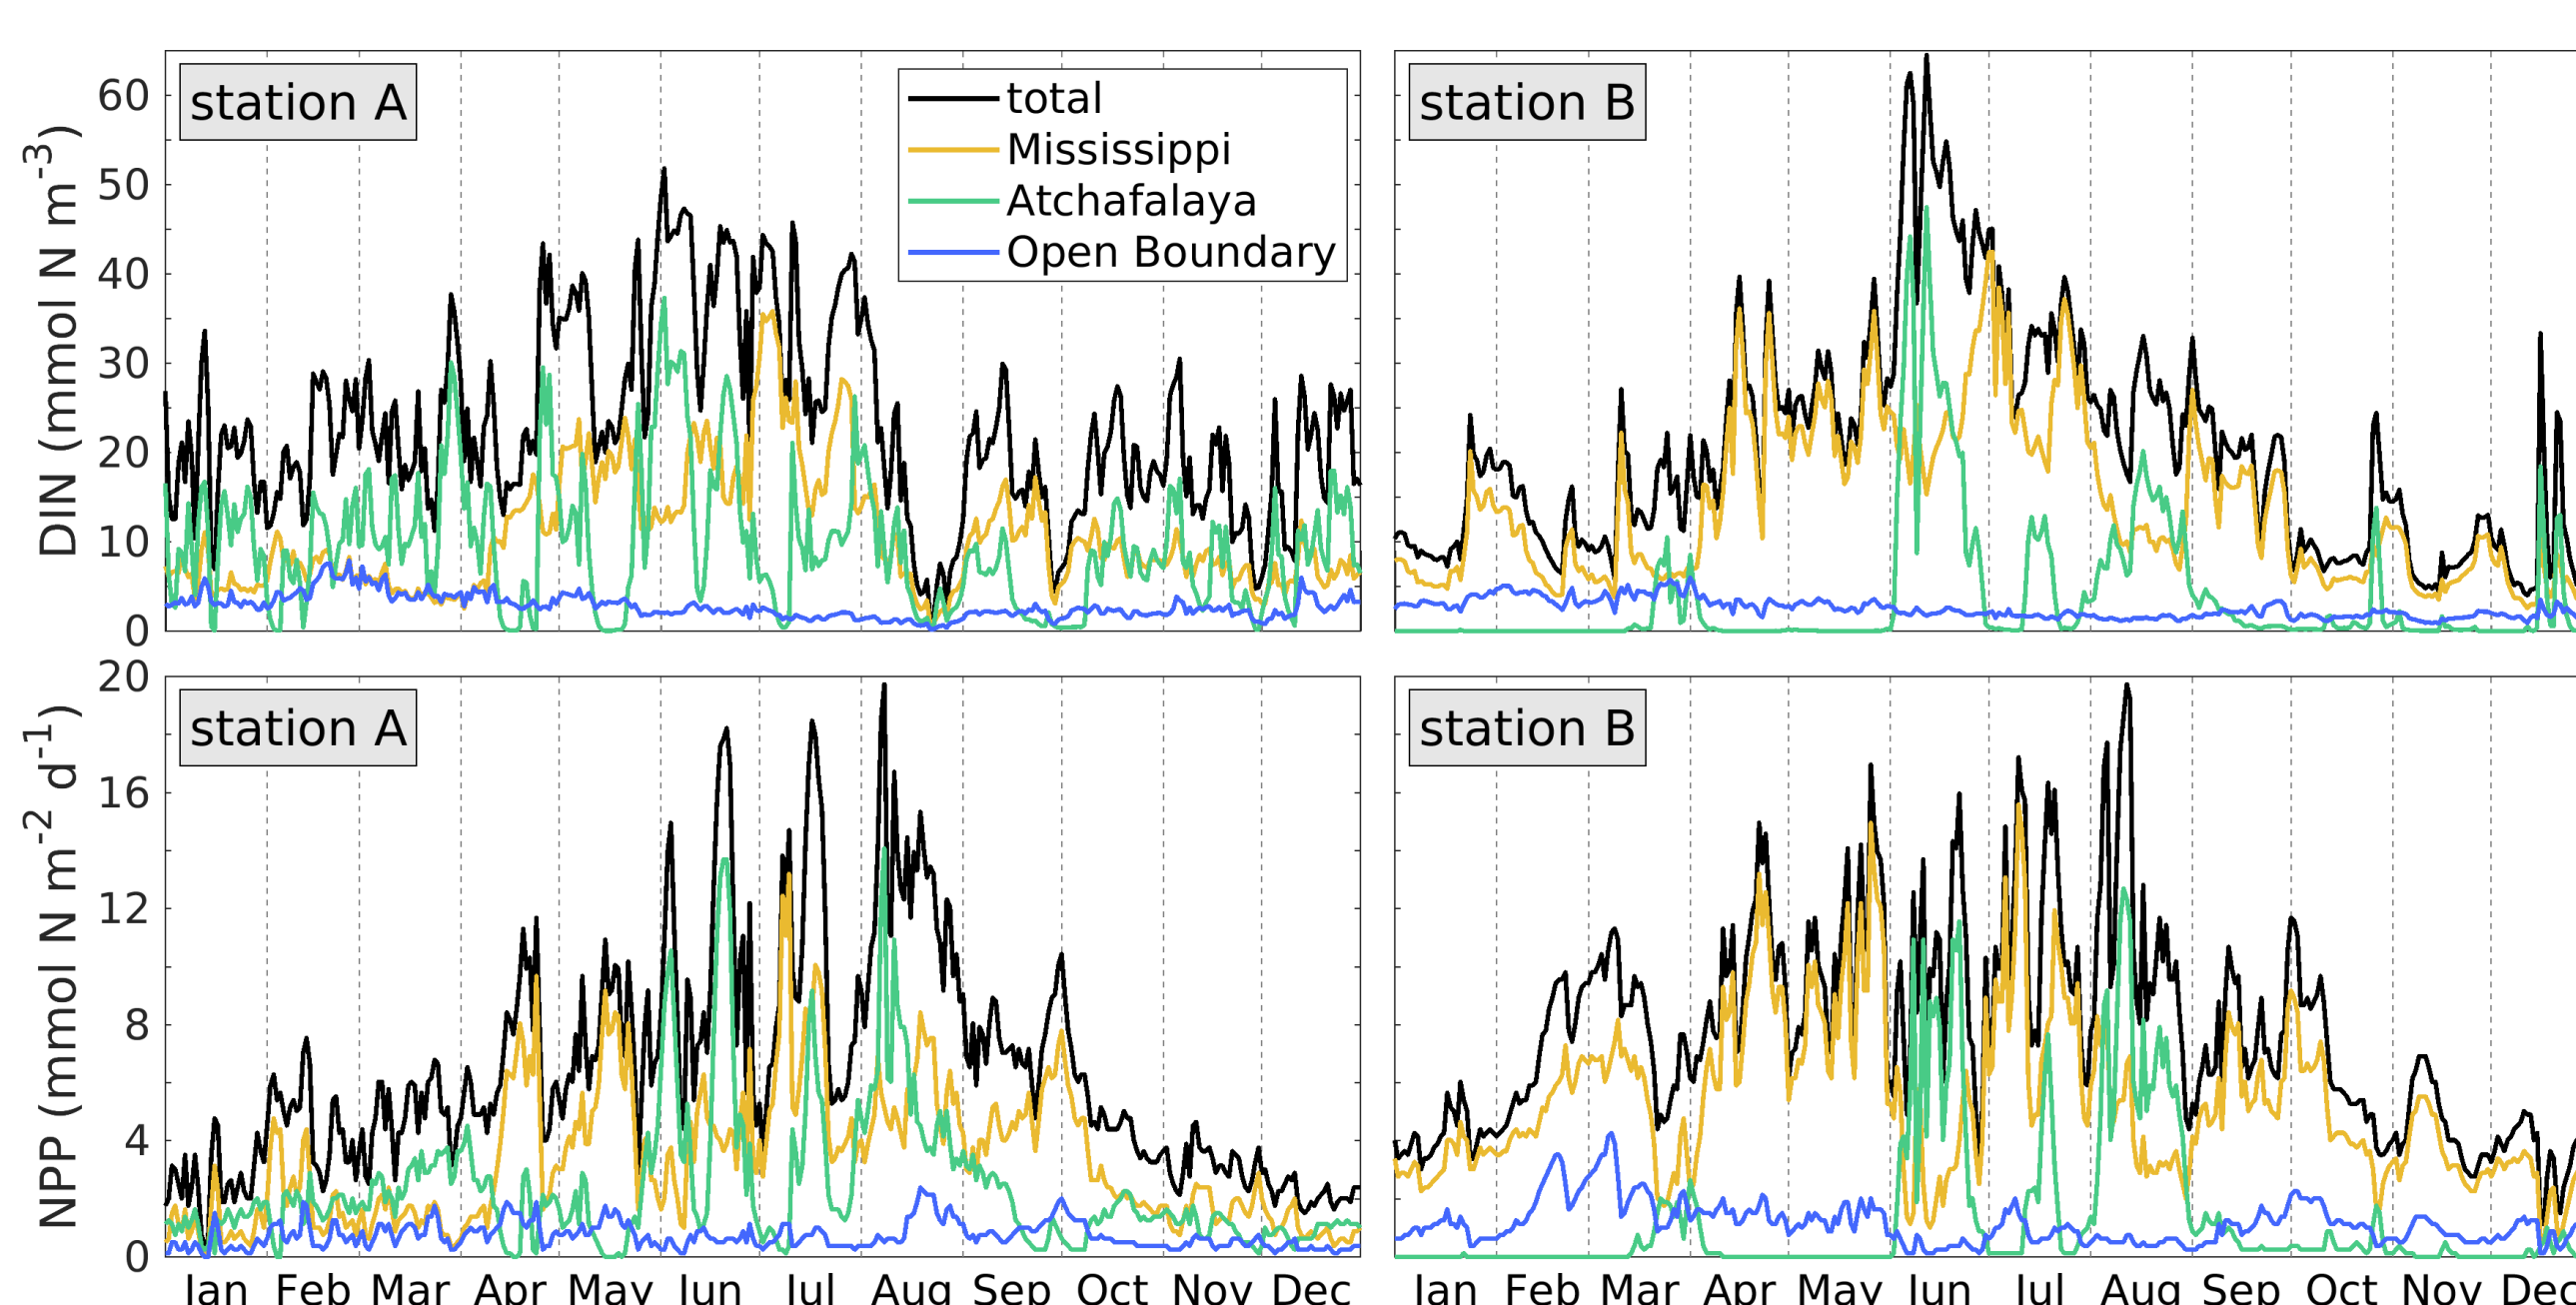 station A
total
Mississippi
Atchafalaya
Open Boundary
station B
DIN (mmol N m-3)
60
50
40
30
20
10
0
station A
station B
NPP (mmol N m-2 d-1)
20
16
12
8
4
0
Jan Feb Mar Apr May Jun Jul Aug Sep Oct Nov Dec
Jan Feb Mar Apr May Jun Jul Aug Sep Oct Nov Dec